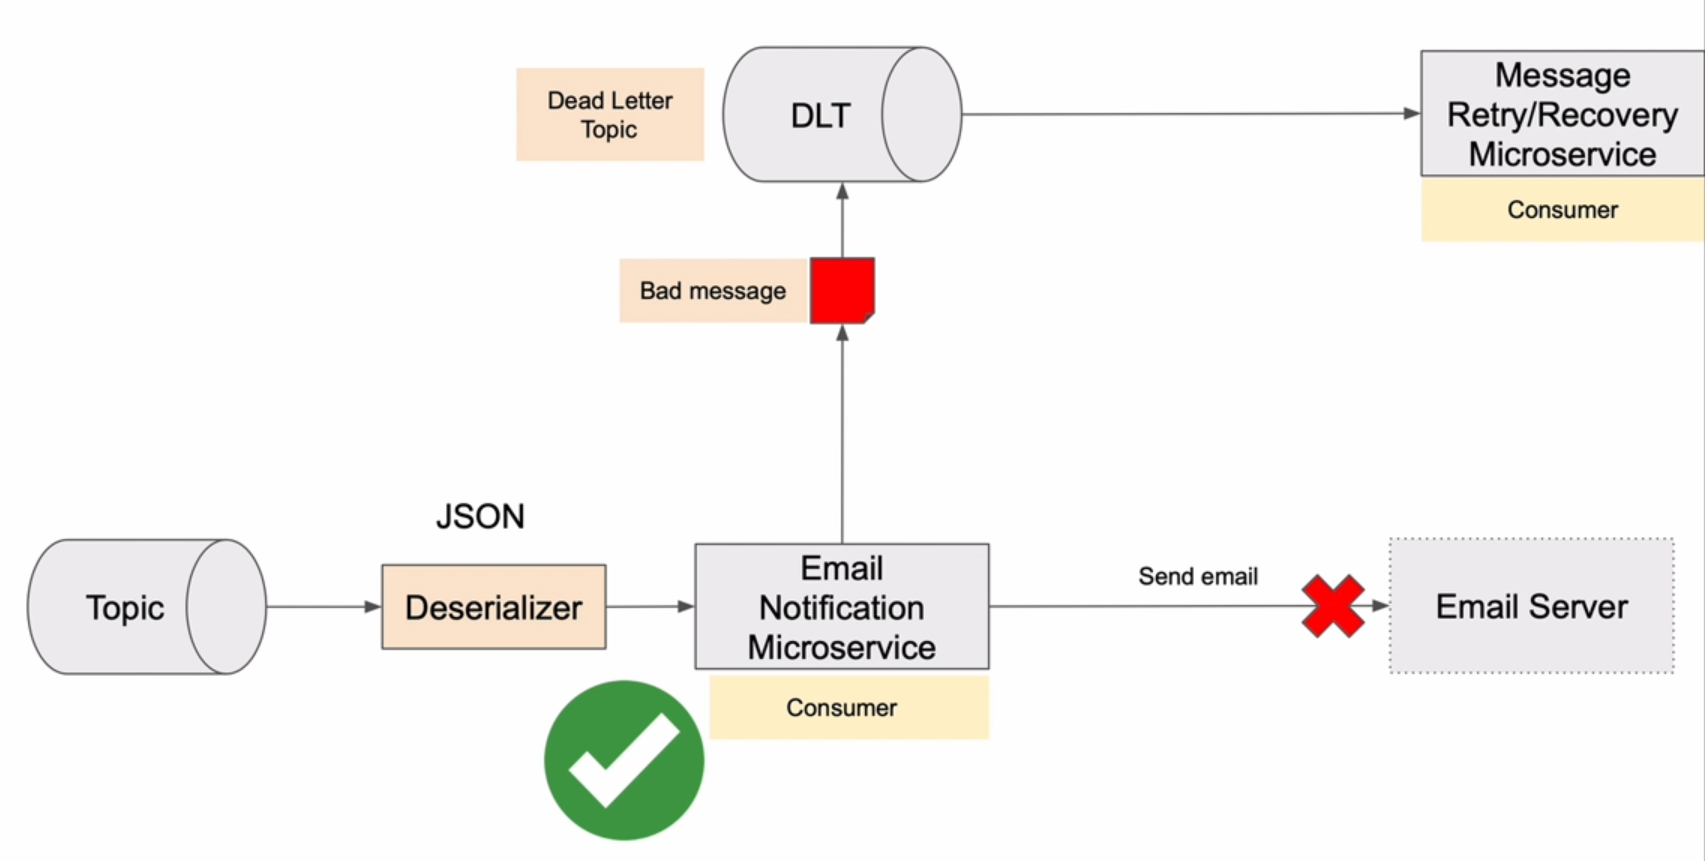 Dead Letter
Topic
DLT
Message
Retry/Recovery
Microservice
Consumer
Bad message
JSON
Topic
Deserializer
Email
Notification
Microservice
Consumer
Send email
Email Server